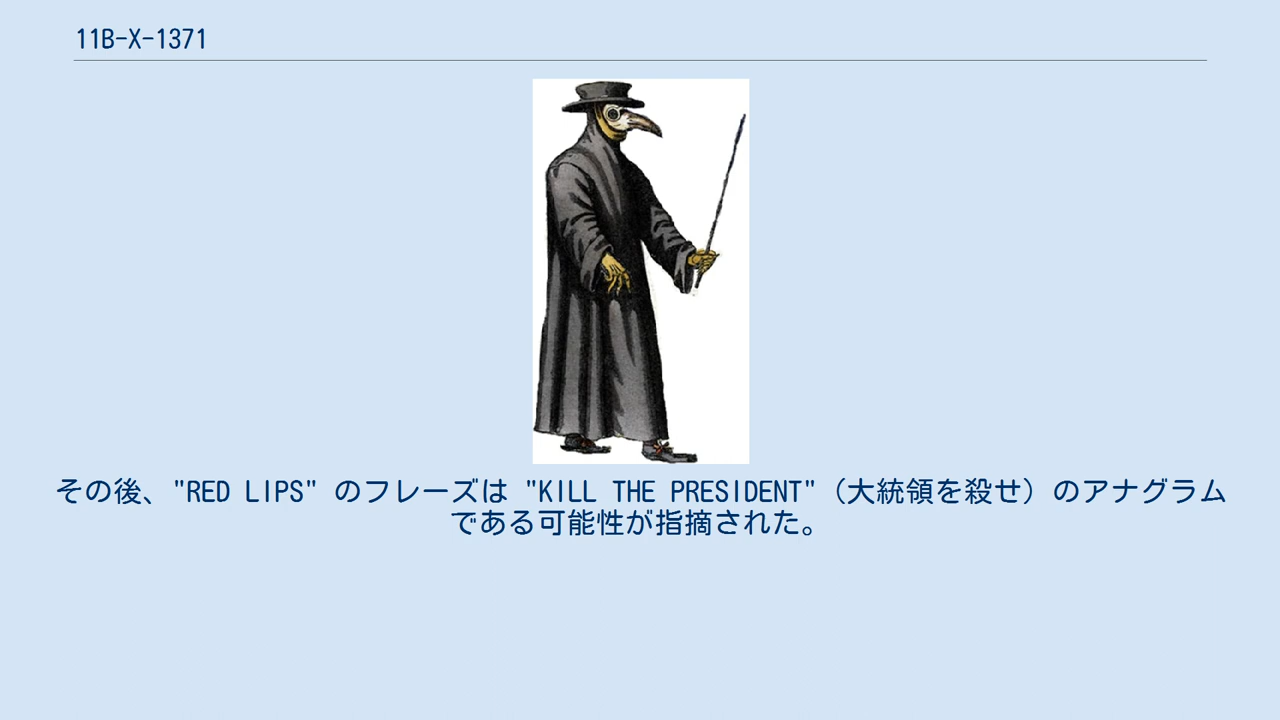 11B-X-1371
その後、"RED LIPS" のフレーズは "KILL THE PRESIDENT"（大統領を殺せ）のアナグラム
である可能性が指摘された。